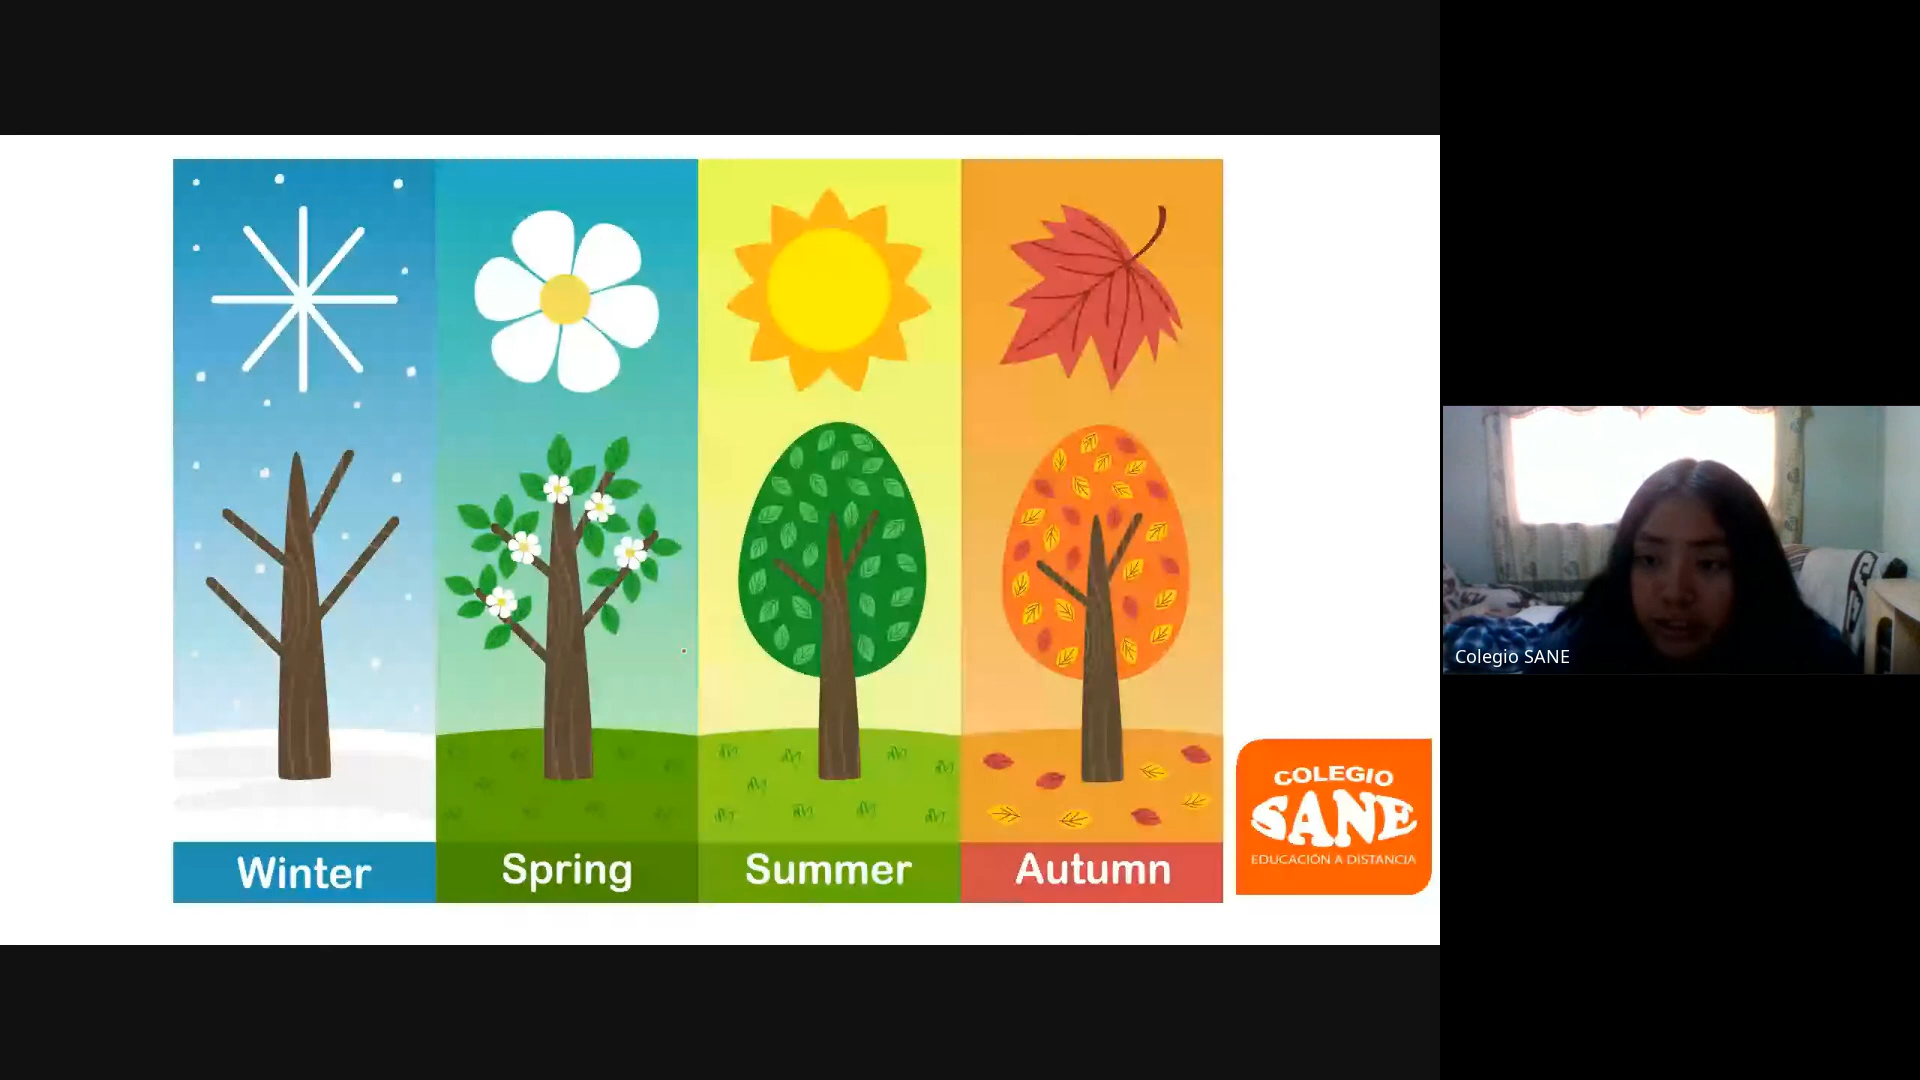 Winter
Spring
Summer
Autumn
COLEGIO
SANE
EDUCACIÓN A DISTANCIA
Colegio SANE